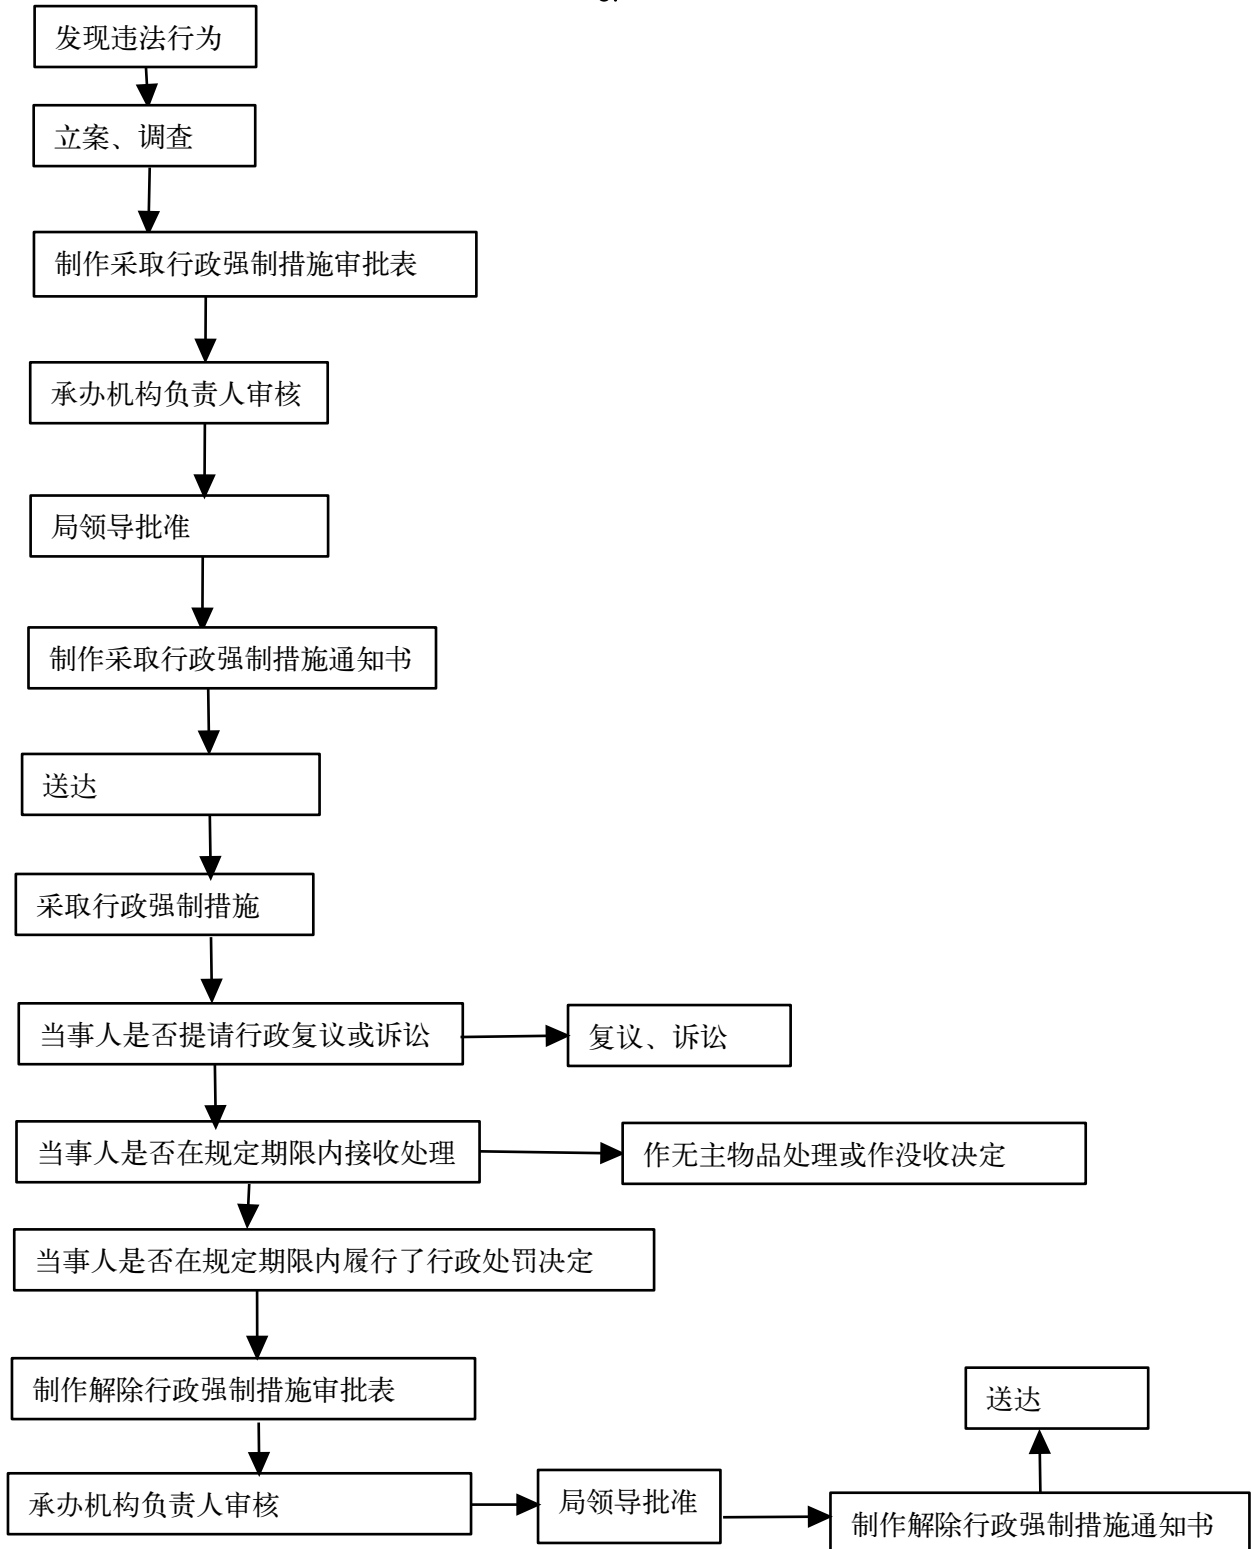 发现违法行为
立案、调查
制作采取行政强制措施审批表
承办机构负责人审核
局领导批准
制作采取行政强制措施通知书
送达
采取行政强制措施
当事人是否提请行政复议或诉讼
复议、诉讼
当事人是否在规定期限内接收处理
作无主物品处理或作没收决定
当事人是否在规定期限内履行了行政处罚决定
制作解除行政强制措施审批表
承办机构负责人审核
局领导批准
制作解除行政强制措施通知书
送达